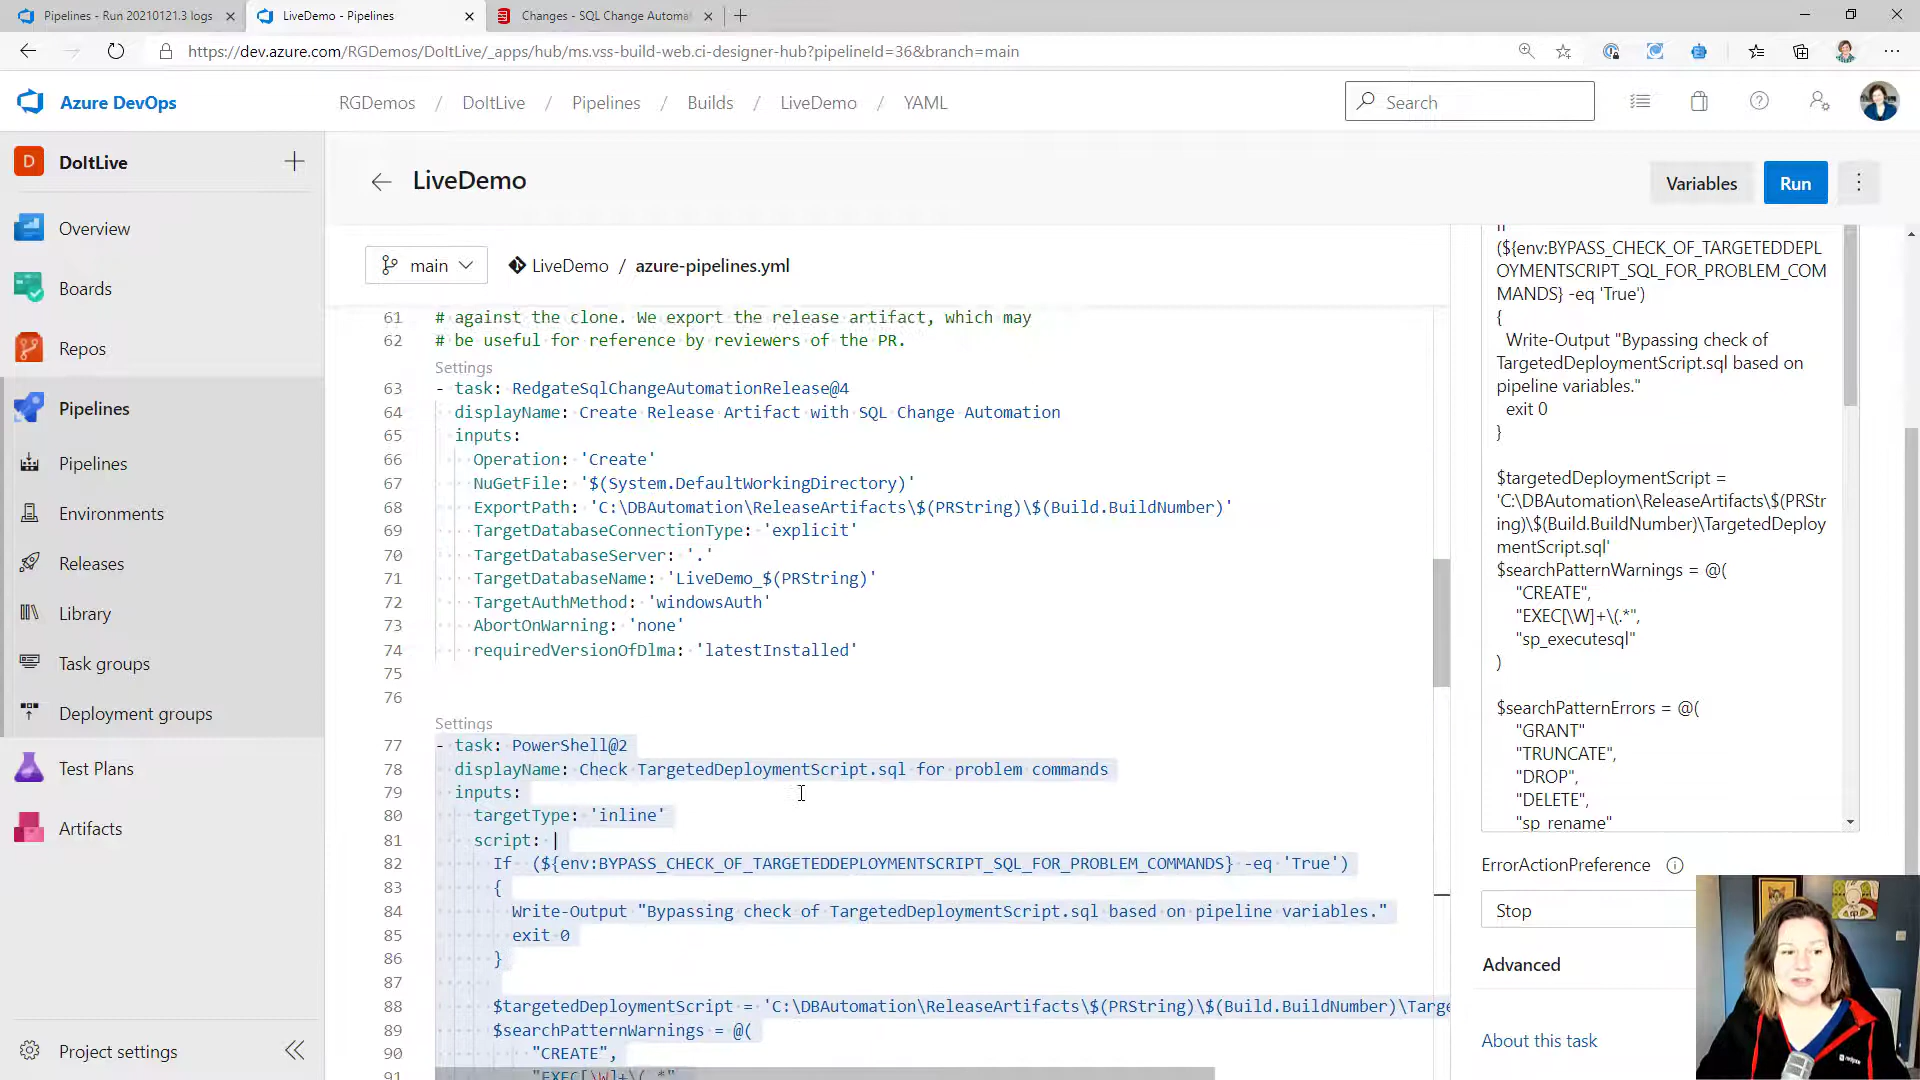 Pipelines - Run 20210121.3 logs
LiveDemo - Pipelines
Changes - SQL Change Automat
https://dev.azure.com/RGDemos/DoItLive/_apps/hub/ms.vss-build-web.ci-designer-hub?pipelineId=36&branch=main
Azure DevOps
RGDemos / DoItLive / Pipelines / Builds / LiveDemo / YAML
Search
D DoItLive
Overview
Boards
Repos
Pipelines
Pipelines
Environments
Releases
Library
Task groups
Deployment groups
Test Plans
Artifacts
Project settings
LiveDemo
Variables
Run
main
LiveDemo / azure-pipelines.yml
61 # against the clone. We export the release artifact, which may
62 # be useful for reference by reviewers of the PR.
Settings
63 - task: RedgateSqlChangeAutomationRelease@4
64 displayName: Create Release Artifact with SQL Change Automation
65 inputs:
66 Operation: 'Create'
67 NuGetFile: '$(System.DefaultWorkingDirectory)'
68 ExportPath: 'C:\DBAutomation\ReleaseArtifacts\$(PRString)\$(Build.BuildNumber)'
69 TargetDatabaseConnectionType: 'explicit'
70 TargetDatabaseServer: '.'
71 TargetDatabaseName: 'LiveDemo_$(PRString)'
72 TargetAuthMethod: 'windowsAuth'
73 AbortOnWarning: 'none'
74 requiredVersionOfDlma: 'latestInstalled'
75
76
Settings
77 - task: PowerShell@2
78 displayName: Check TargetedDeploymentScript.sql for problem commands
79 inputs:
80 targetType: 'inline'
81 script: |
82 If (${env:BYPASS_CHECK_OF_TARGETEDDEPLOYMENTSCRIPT_SQL_FOR_PROBLEM_COMMANDS} -eq 'True')
83 {
84 Write-Output "Bypassing check of TargetedDeploymentScript.sql based on pipeline variables."
85 exit 0
86 }
87
88 $targetedDeploymentScript = 'C:\DBAutomation\ReleaseArtifacts\$(PRString)\$(Build.BuildNumber)\Targe
89 $searchPatternWarnings = @(
90 "CREATE",
91 "EXEC[\W]+\(.*"
If
(${env:BYPASS_CHECK_OF_TARGETEDDEPL
OYMENTSCRIPT_SQL_FOR_PROBLEM_COM
MANDS} -eq 'True')
{
Write-Output "Bypassing check of
TargetedDeploymentScript.sql based on
pipeline variables."
exit 0
}
$targetedDeploymentScript =
'C:\DBAutomation\ReleaseArtifacts\$(PRStr
ing)\$(Build.BuildNumber)\TargetedDeploy
mentScript.sql'
$searchPatternWarnings = @(
"CREATE",
"EXEC[\W]+\(.*",
"sp_executesql"
)
$searchPatternErrors = @(
"GRANT"
"TRUNCATE",
"DROP",
"DELETE",
"sp_rename"
ErrorActionPreference
Stop
Advanced
About this task